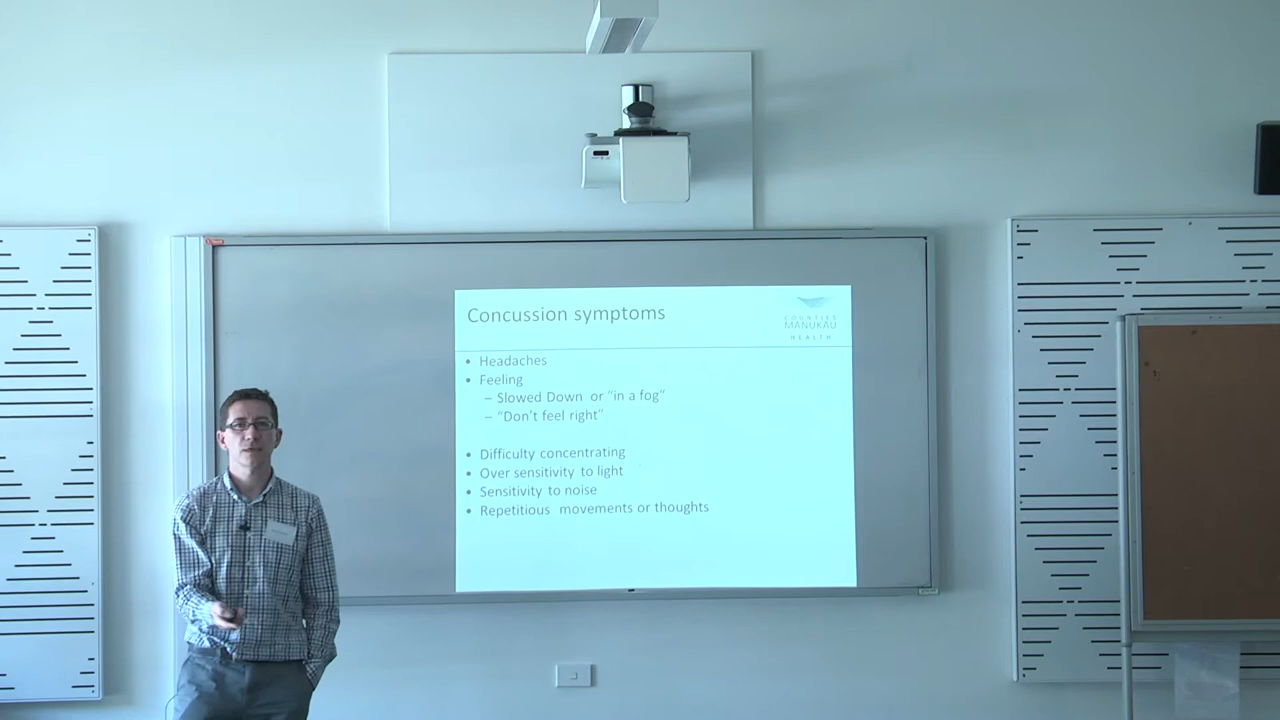 Concussion symptoms
COUNTIES
MANUKAU
HEALTH
• Headaches
• Feeling
– Slowed Down or "in a fog"
– "Don't feel right"
• Difficulty concentrating
• Over sensitivity to light
• Sensitivity to noise
• Repetitious movements or thoughts